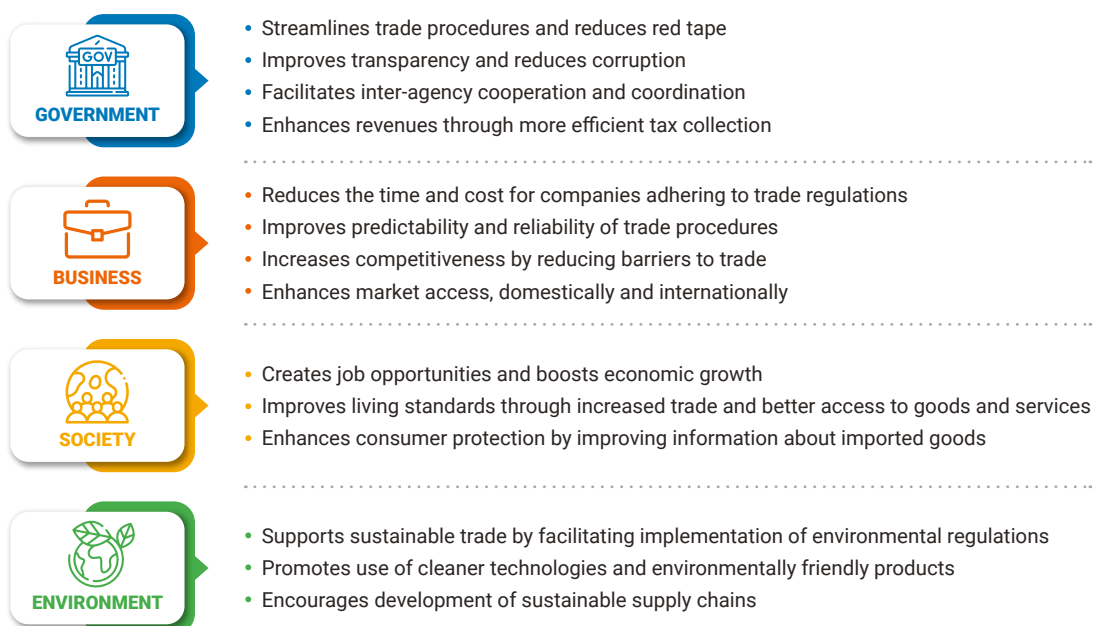 GOV
GOVERNMENT
• Streamlines trade procedures and reduces red tape
• Improves transparency and reduces corruption
• Facilitates inter-agency cooperation and coordination
• Enhances revenues through more efficient tax collection
BUSINESS
• Reduces the time and cost for companies adhering to trade regulations
• Improves predictability and reliability of trade procedures
• Increases competitiveness by reducing barriers to trade
• Enhances market access, domestically and internationally
SOCIETY
• Creates job opportunities and boosts economic growth
• Improves living standards through increased trade and better access to goods and services
• Enhances consumer protection by improving information about imported goods
ENVIRONMENT
• Supports sustainable trade by facilitating implementation of environmental regulations
• Promotes use of cleaner technologies and environmentally friendly products
• Encourages development of sustainable supply chains